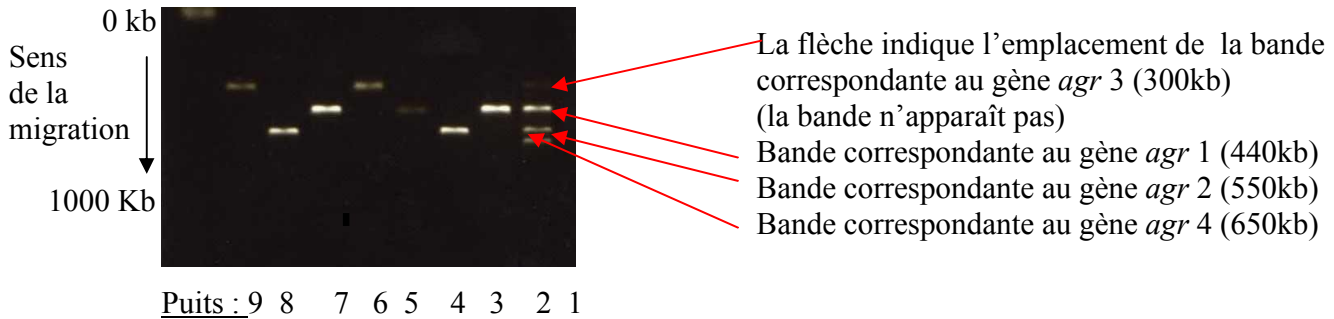 0 kb
Sens
de la
migration
1000 Kb
La flèche indique l’emplacement de la bande
correspondante au gène agr 3 (300kb)
(la bande n’apparaît pas)
Bande correspondante au gène agr 1 (440kb)
Bande correspondante au gène agr 2 (550kb)
Bande correspondante au gène agr 4 (650kb)
Puits : 9 8 7 6 5 4 3 2 1